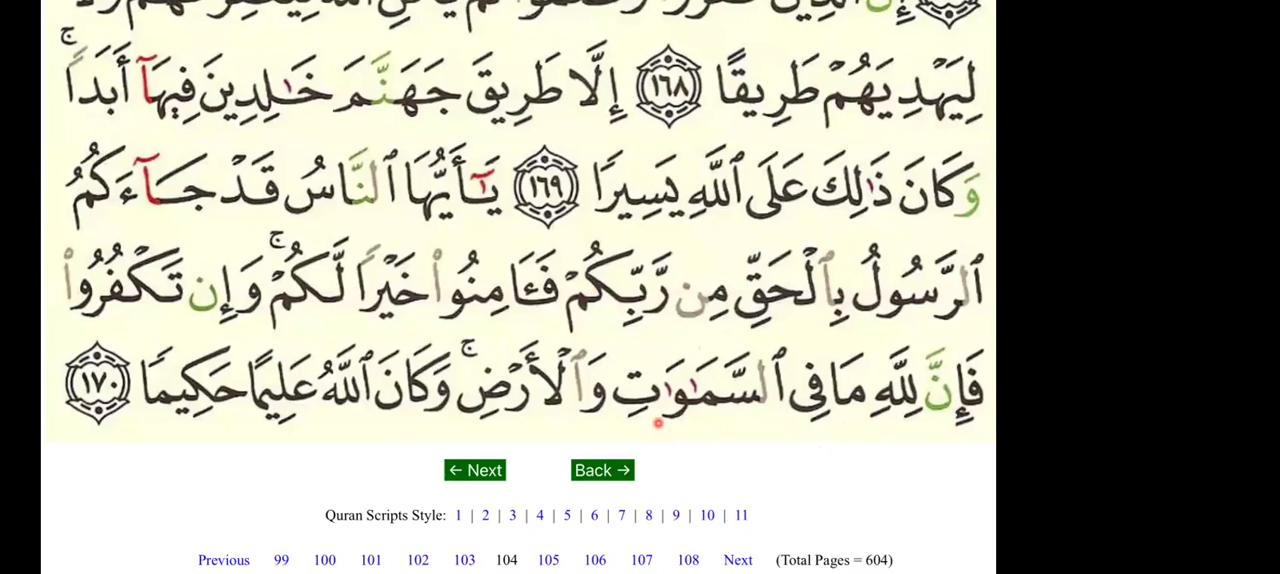 إِنَّ ٱلَّذِينَ
لِيَهْدِيَهُمْ طَرِيقًا ١٦٨ إِلَّا طَرِيقَ جَهَنَّمَ خَـٰلِدِينَ فِيهَآ أَبَدًاۚ
وَكَانَ ذَٰلِكَ عَلَى ٱللَّهِ يَسِيرًا ١٦٩ يَـٰٓأَيُّهَا ٱلنَّاسُ قَدْ جَآءَكُمُ
ٱلرَّسُولُ بِٱلْحَقِّ مِن رَّبِّكُمْ فَـَٔامِنُوا۟ خَيْرًا لَّكُمْۚ وَإِن تَكْفُرُوا۟
فَإِنَّ لِلَّهِ مَا فِى ٱلسَّمَـٰوَٰتِ وَٱلْأَرْضِۚ وَكَانَ ٱللَّهُ عَلِيمًا حَكِيمًا ١٧٠
← Next Back →
Quran Scripts Style: 1 | 2 | 3 | 4 | 5 | 6 | 7 | 8 | 9 | 10 | 11
Previous 99 100 101 102 103 104 105 106 107 108 Next (Total Pages = 604)